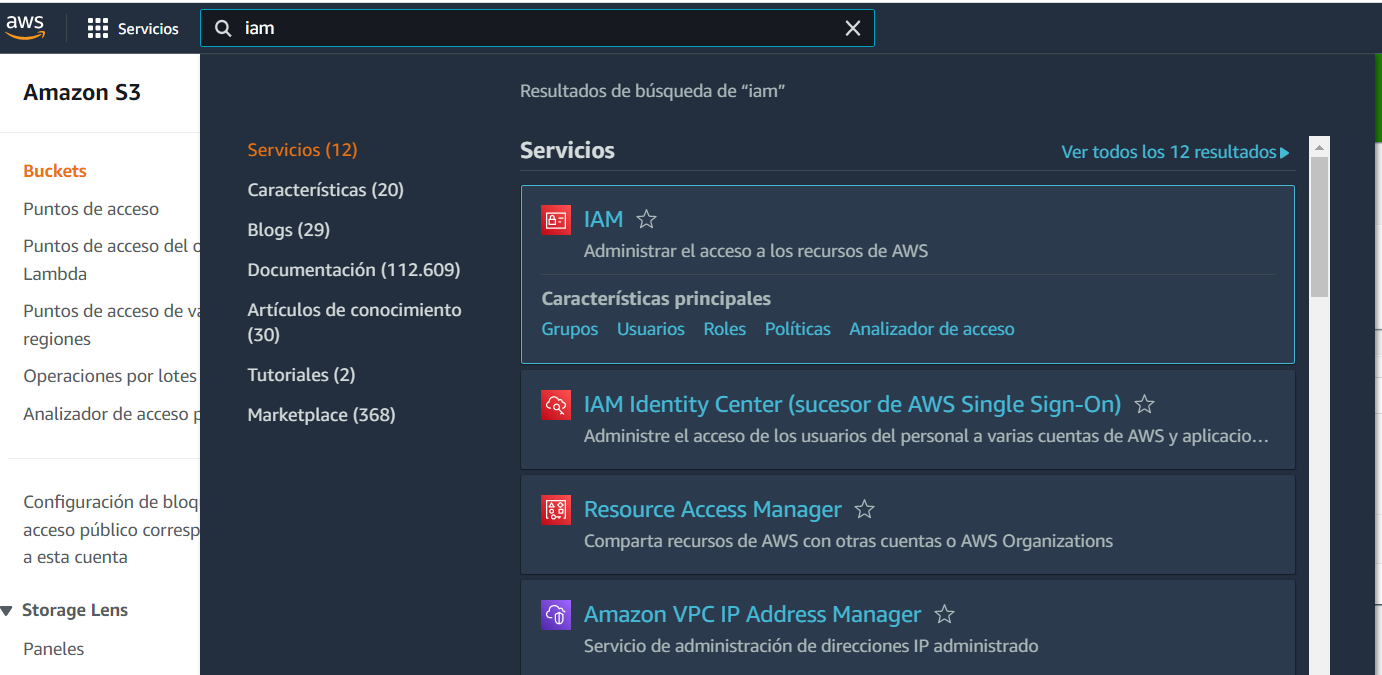 aws
Servicios
iam
Amazon S3
Buckets
Puntos de acceso
Puntos de acceso del
Lambda
Puntos de acceso de
regiones
Operaciones por lotes
Analizador de acceso
Configuración de
acceso público
a esta cuenta
Storage Lens
Paneles
Resultados de búsqueda de “iam”
Servicios (12)
Características (20)
Blogs (29)
Documentación (112.609)
Artículos de conocimiento
(30)
Tutoriales (2)
Marketplace (368)
Servicios
Ver todos los 12 resultados
IAM
Administrar el acceso a los recursos de AWS
Características principales
Grupos Usuarios Roles Políticas Analizador de acceso
IAM Identity Center (sucesor de AWS Single Sign-On)
Administre el acceso de los usuarios del personal a varias cuentas de AWS y aplicacio...
Resource Access Manager
Comparta recursos de AWS con otras cuentas o AWS Organizations
Amazon VPC IP Address Manager
Servicio de administración de direcciones IP administrado